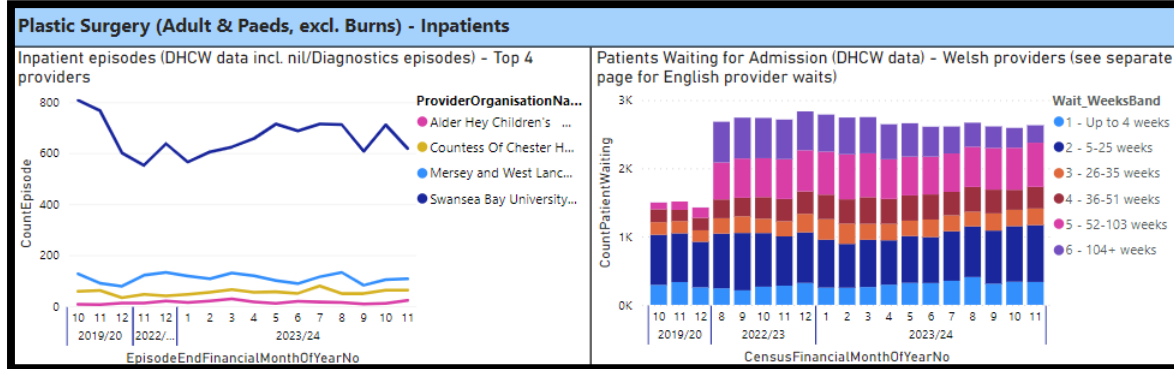 Plastic Surgery (Adult & Paeds, excl. Burns) - Inpatients
Inpatient episodes (DHCW data incl. nil/Diagnostics episodes) - Top 4
providers
800
600
400
200
0
CountEpisode
10 11 12 11 12 1 2 3 4 5 6 7 8 9 10 11
2019/20 2022/... 2023/24
EpisodeEndFinancialMonthOfYearNo
ProviderOrganisationNa...
Alder Hey Children's ...
Countess Of Chester H...
Mersey and West Lanc...
Swansea Bay University...
Patients Waiting for Admission (DHCW data) - Welsh providers (see separate
page for English provider waits)
3K
2K
1K
0K
CountPatientWaiting
10 11 12 8 9 10 11 12 1 2 3 4 5 6 7 8 9 10 11
2019/20 2022/23 2023/24
CensusFinancialMonthOfYearNo
Wait_WeeksBand
1 - Up to 4 weeks
2 - 5-25 weeks
3 - 26-35 weeks
4 - 36-51 weeks
5 - 52-103 weeks
6 - 104+ weeks